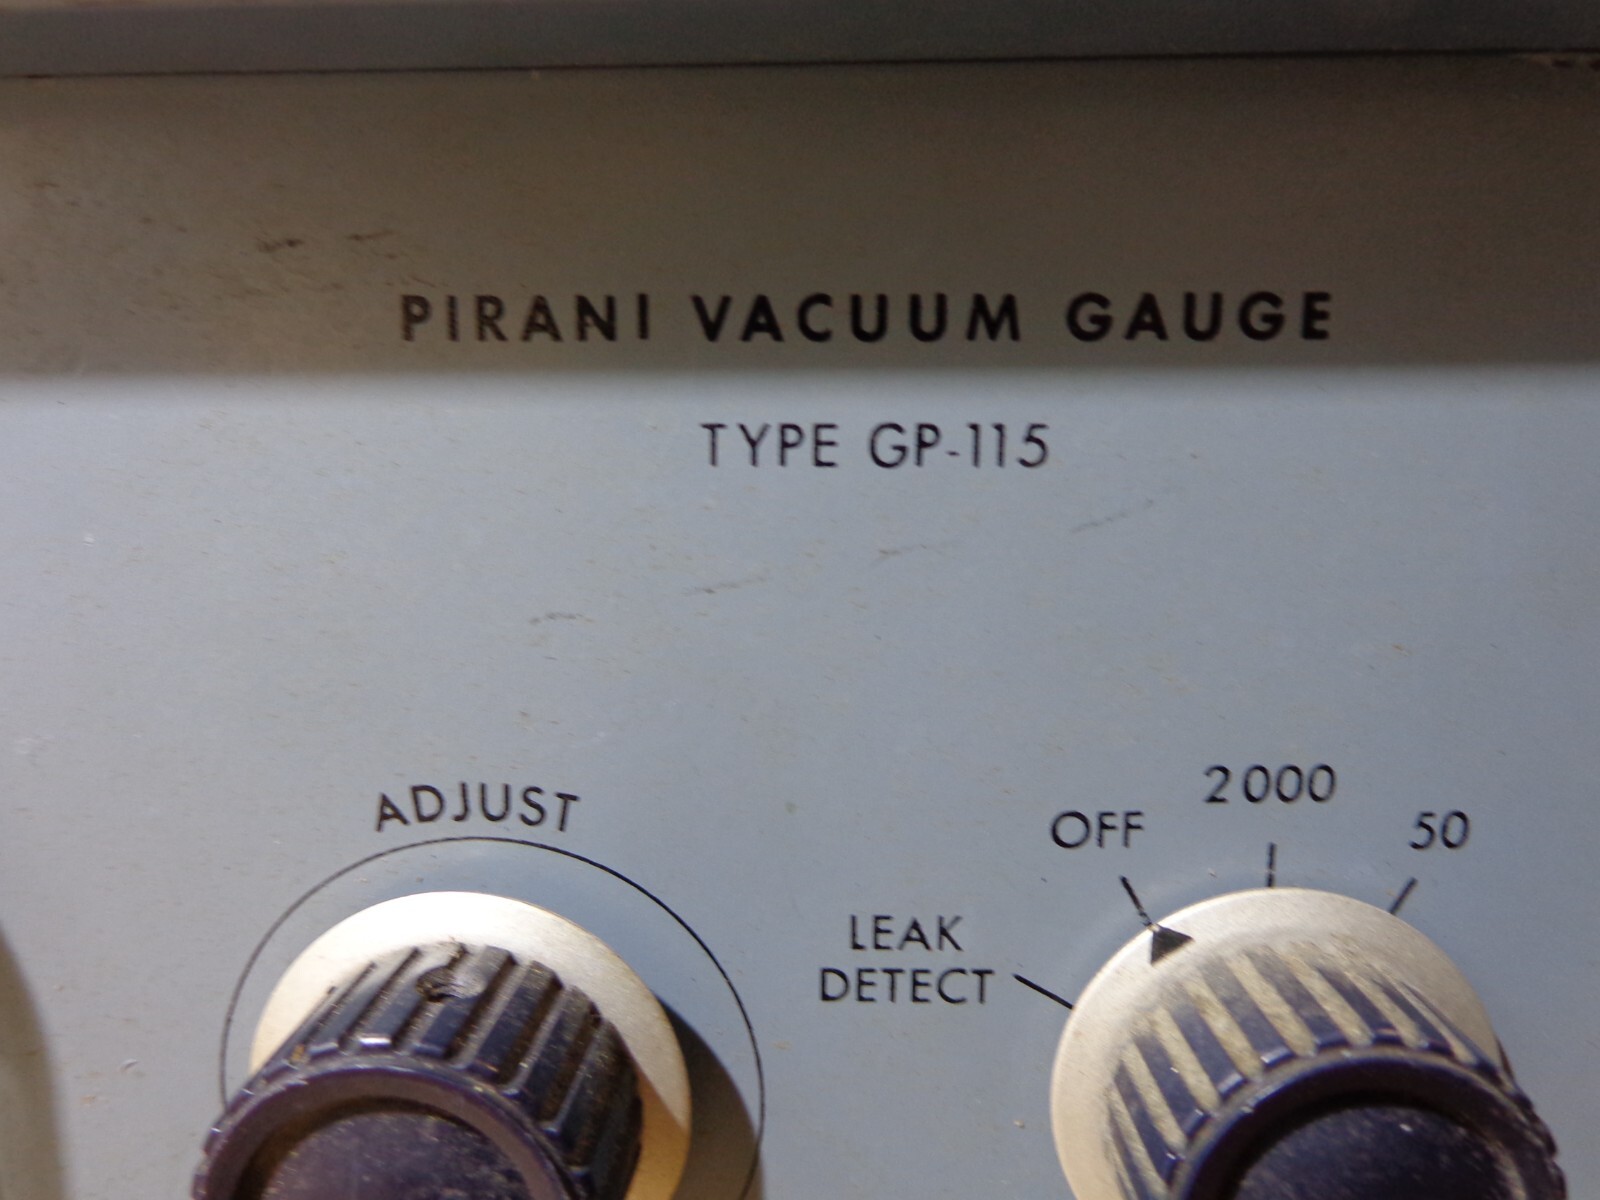 PIRANI VACUUM GAUGE
TYPE GP-115
ADJUST
2000
OFF
50
LEAK
DETECT